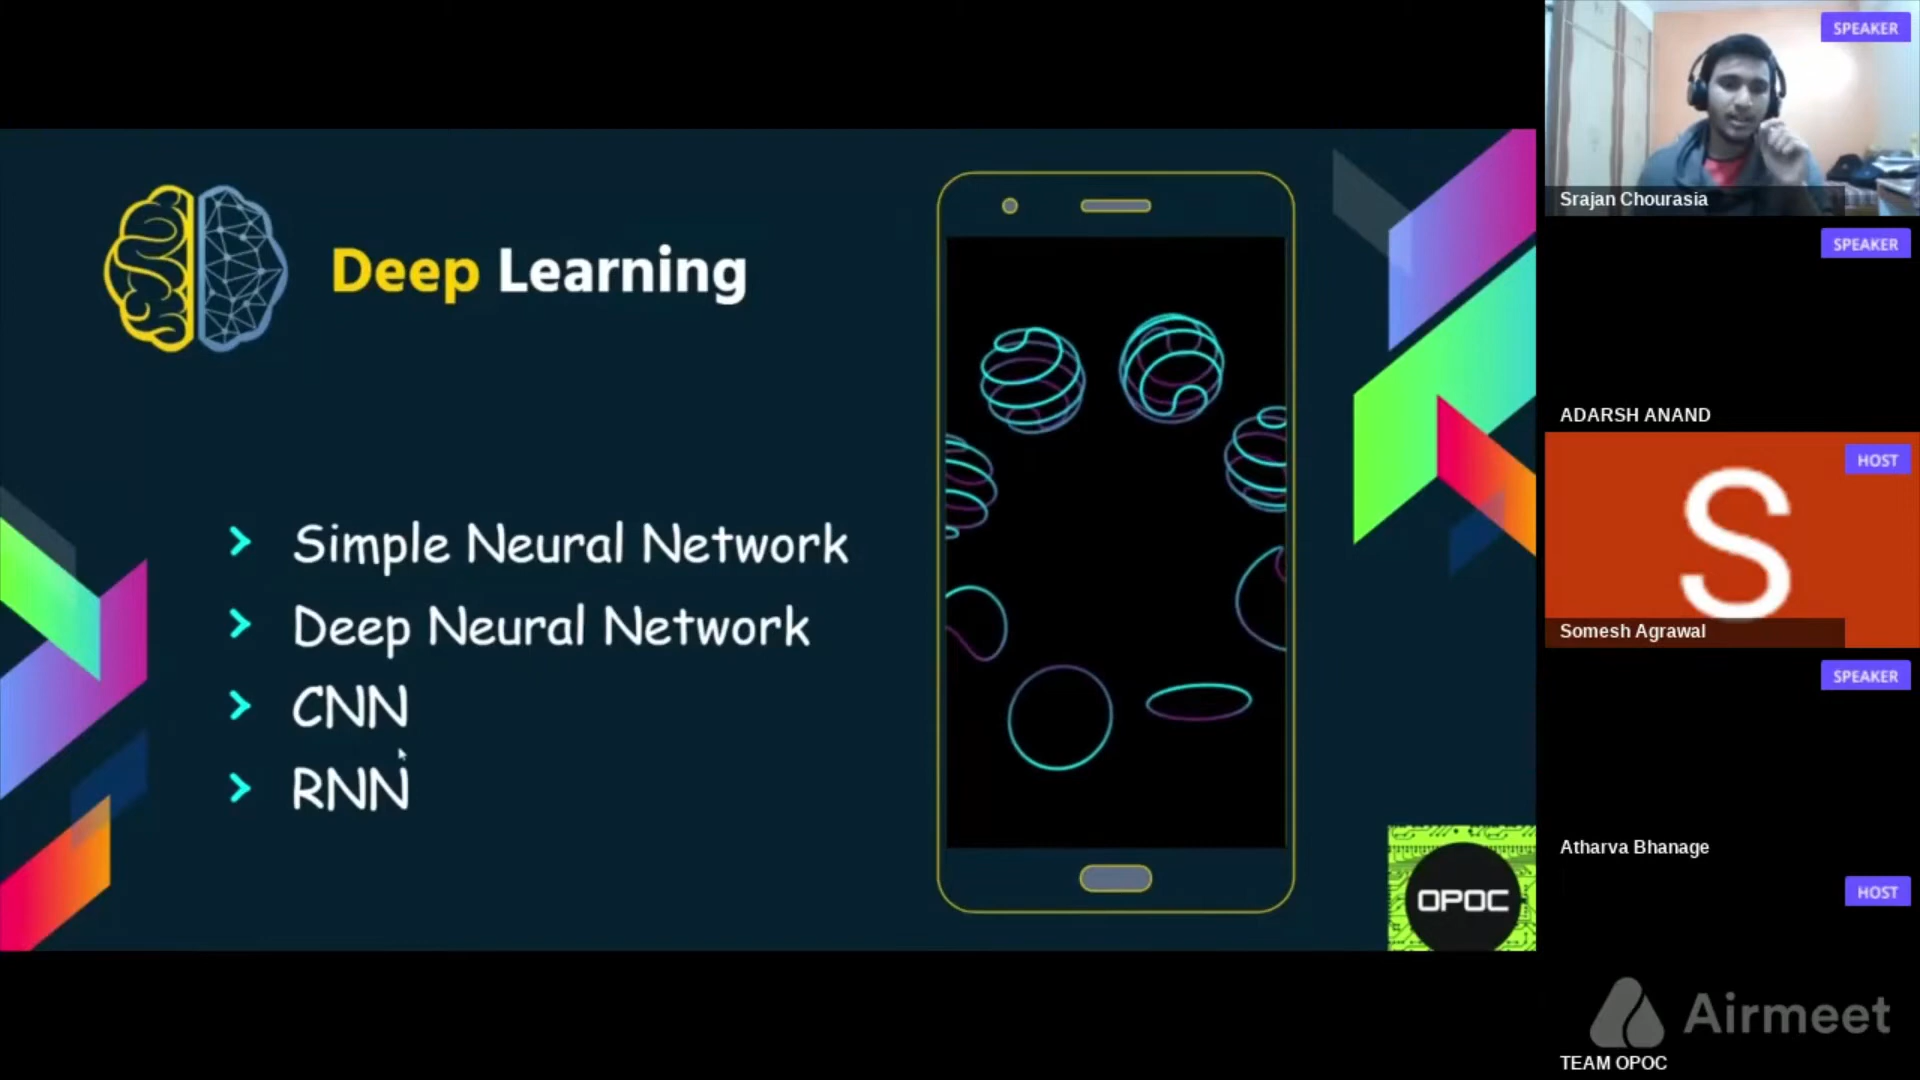 Deep Learning
Simple Neural Network
Deep Neural Network
CNN
RNN
OPOC
SPEAKER
Srajan Chourasia
SPEAKER
ADARSH ANAND
HOST
S
Somesh Agrawal
SPEAKER
Atharva Bhanage
HOST
Airmeet
TEAM OPOC